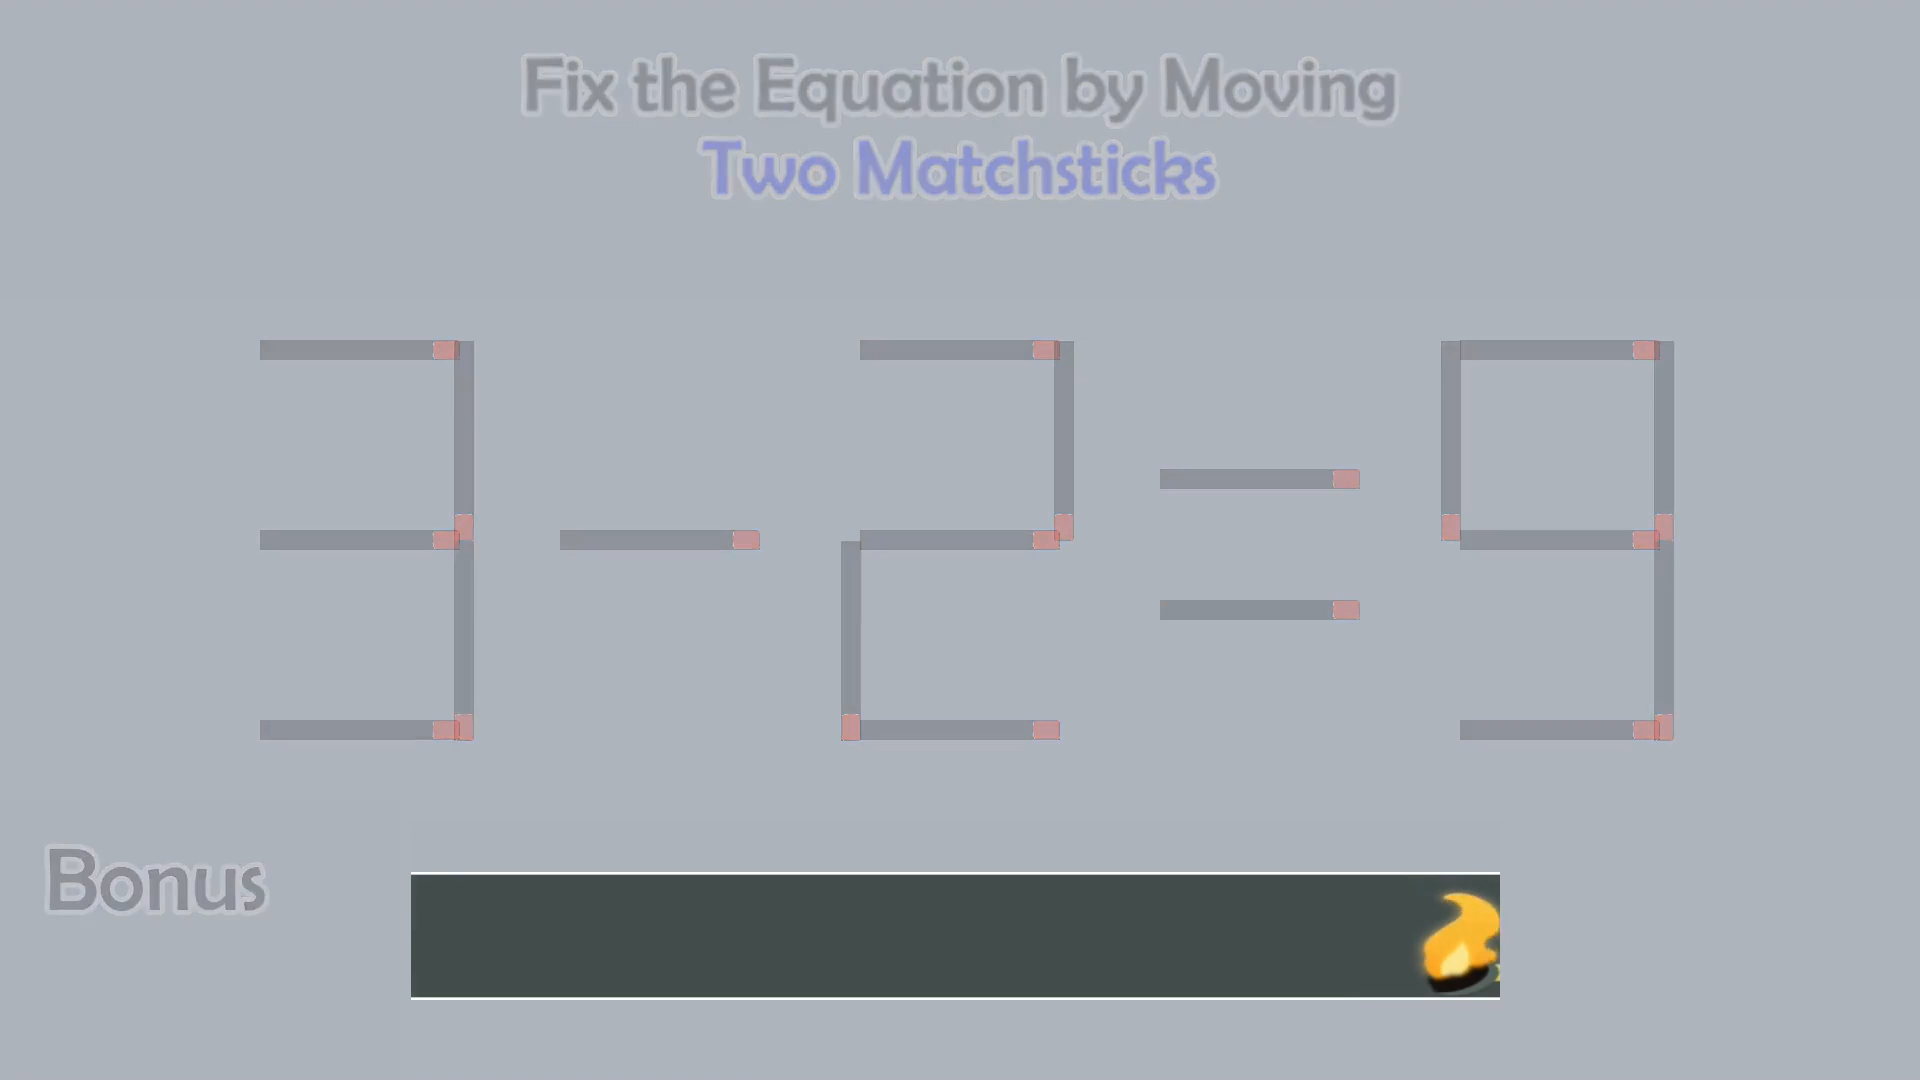 Fix the Equation by Moving
Two Matchsticks
3 - 2 = 9
Bonus